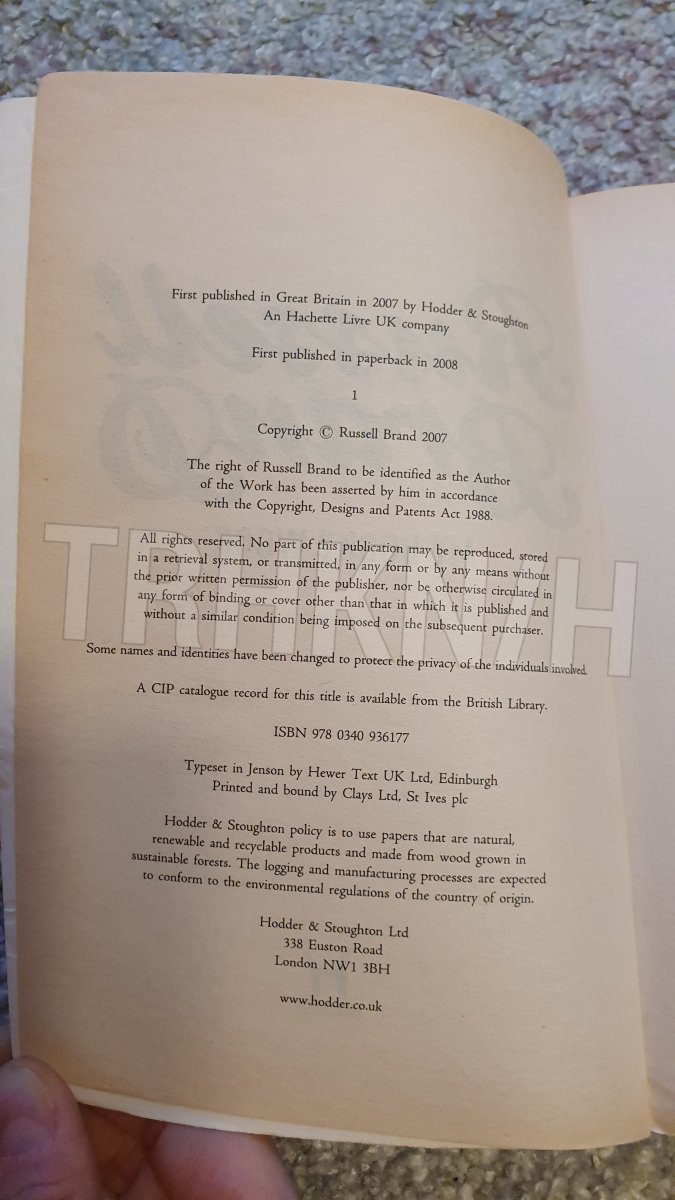 First published in Great Britain in 2007 by Hodder & Stoughton
An Hachette Livre UK company
First published in paperback in 2008
1
Copyright © Russell Brand 2007
The right of Russell Brand to be identified as the Author
of the Work has been asserted by him in accordance
with the Copyright, Designs and Patents Act 1988.
All rights reserved. No part of this publication may be reproduced, stored
in a retrieval system, or transmitted, in any form or by any means without
the prior written permission of the publisher, nor be otherwise circulated in
any form of binding or cover other than that in which it is published and
without a similar condition being imposed on the subsequent purchaser.
Some names and identities have been changed to protect the privacy of the individuals involved.
A CIP catalogue record for this title is available from the British Library.
ISBN 978 0340 936177
Typeset in Jenson by Hewer Text UK Ltd, Edinburgh
Printed and bound by Clays Ltd, St Ives plc
Hodder & Stoughton policy is to use papers that are natural,
renewable and recyclable products and made from wood grown in
sustainable forests. The logging and manufacturing processes are expected
to conform to the environmental regulations of the country of origin.
Hodder & Stoughton Ltd
338 Euston Road
London NW1 3BH
www.hodder.co.uk